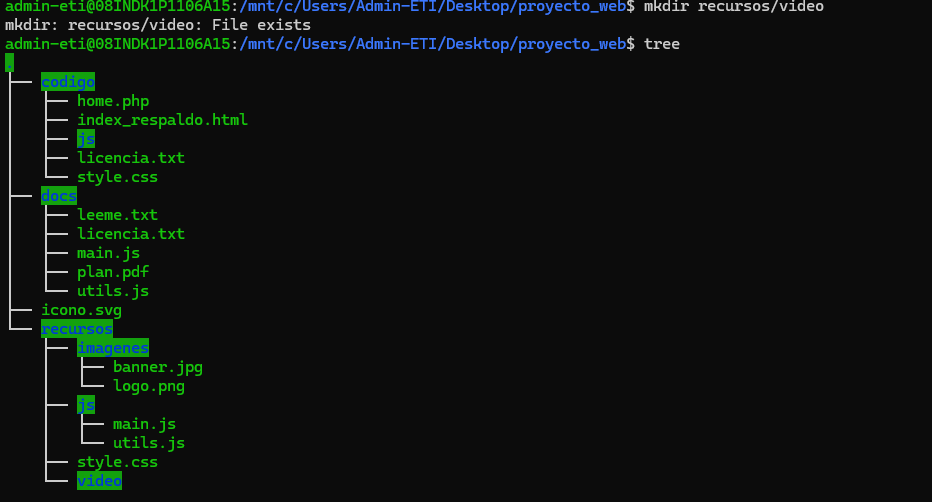 admin-eti@08INDK1P1106A15:/mnt/c/Users/Admin-ETI/Desktop/proyecto_web$ mkdir recursos/video
mkdir: recursos/video: File exists
admin-eti@08INDK1P1106A15:/mnt/c/Users/Admin-ETI/Desktop/proyecto_web$ tree
.
├── codigo
│   ├── home.php
│   ├── index_respaldo.html
│   ├── js
│   ├── licencia.txt
│   └── style.css
├── docs
│   ├── leeme.txt
│   ├── licencia.txt
│   ├── main.js
│   ├── plan.pdf
│   └── utils.js
├── icono.svg
└── recursos
    ├── imagenes
    │   ├── banner.jpg
    │   └── logo.png
    ├── js
    │   ├── main.js
    │   └── utils.js
    ├── style.css
    └── video